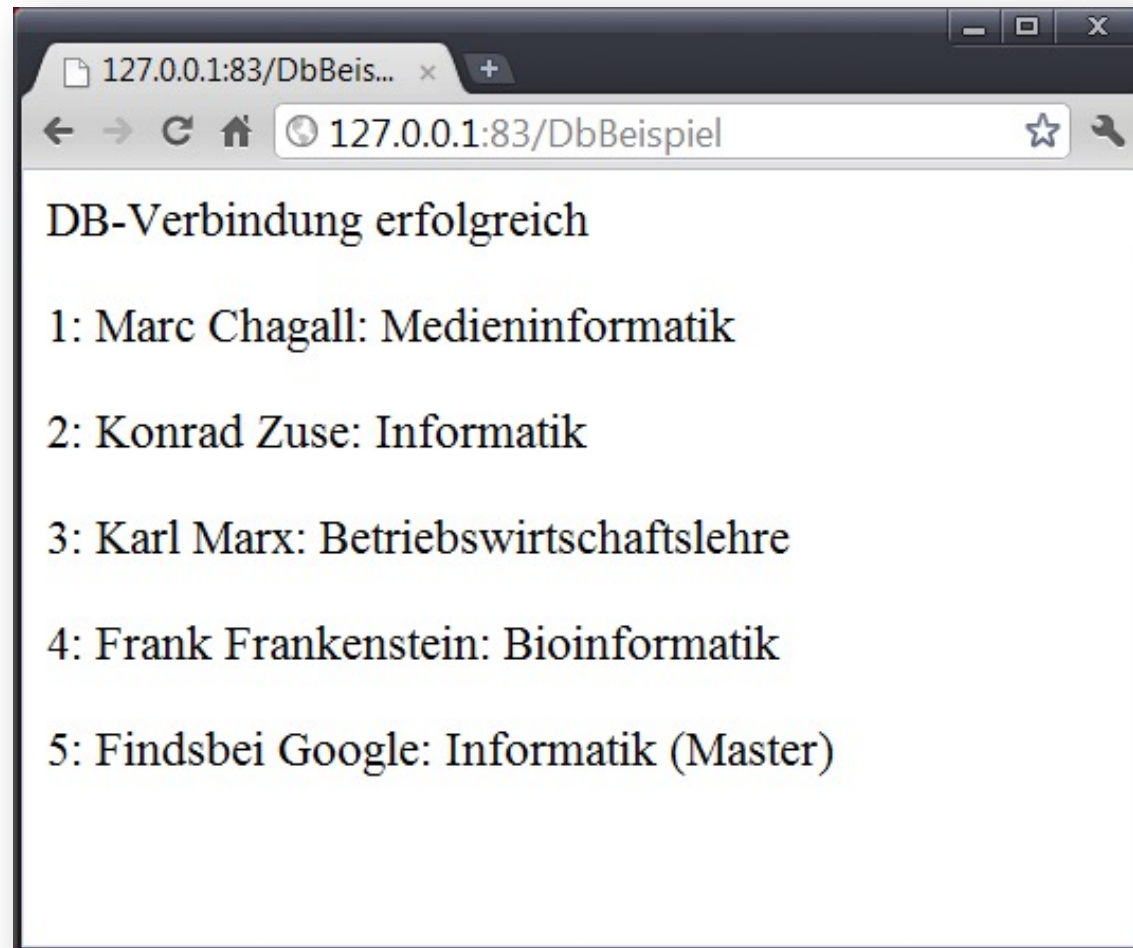 127.0.0.1:83/DbBeis...
127.0.0.1:83/DbBeispiel
DB-Verbindung erfolgreich
1: Marc Chagall: Medieninformatik
2: Konrad Zuse: Informatik
3: Karl Marx: Betriebswirtschaftslehre
4: Frank Frankenstein: Bioinformatik
5: Findsbei Google: Informatik (Master)